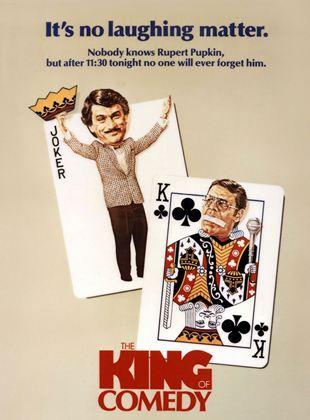 It's no laughing matter.
Nobody knows Rupert Pupkin,
but after 11:30 tonight no one will ever forget him.
JOKER
K
K
THE
KING
OF
COMEDY